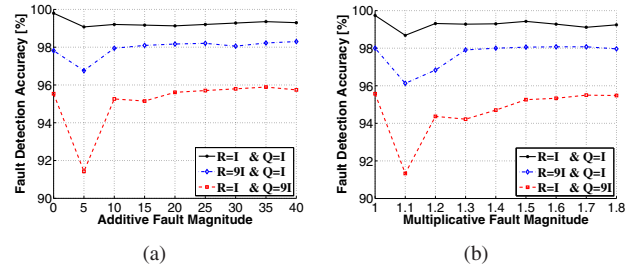 Fault Detection Accuracy [%]
100
98
96
94
92
90
R=I & Q=I
R=9I & Q=I
R=I & Q=9I
0 5 10 15 20 25 30 35 40
Additive Fault Magnitude
(a)
Fault Detection Accuracy [%]
100
98
96
94
92
90
R=I & Q=I
R=9I & Q=I
R=I & Q=9I
1 1.1 1.2 1.3 1.4 1.5 1.6 1.7 1.8
Multiplicative Fault Magnitude
(b)